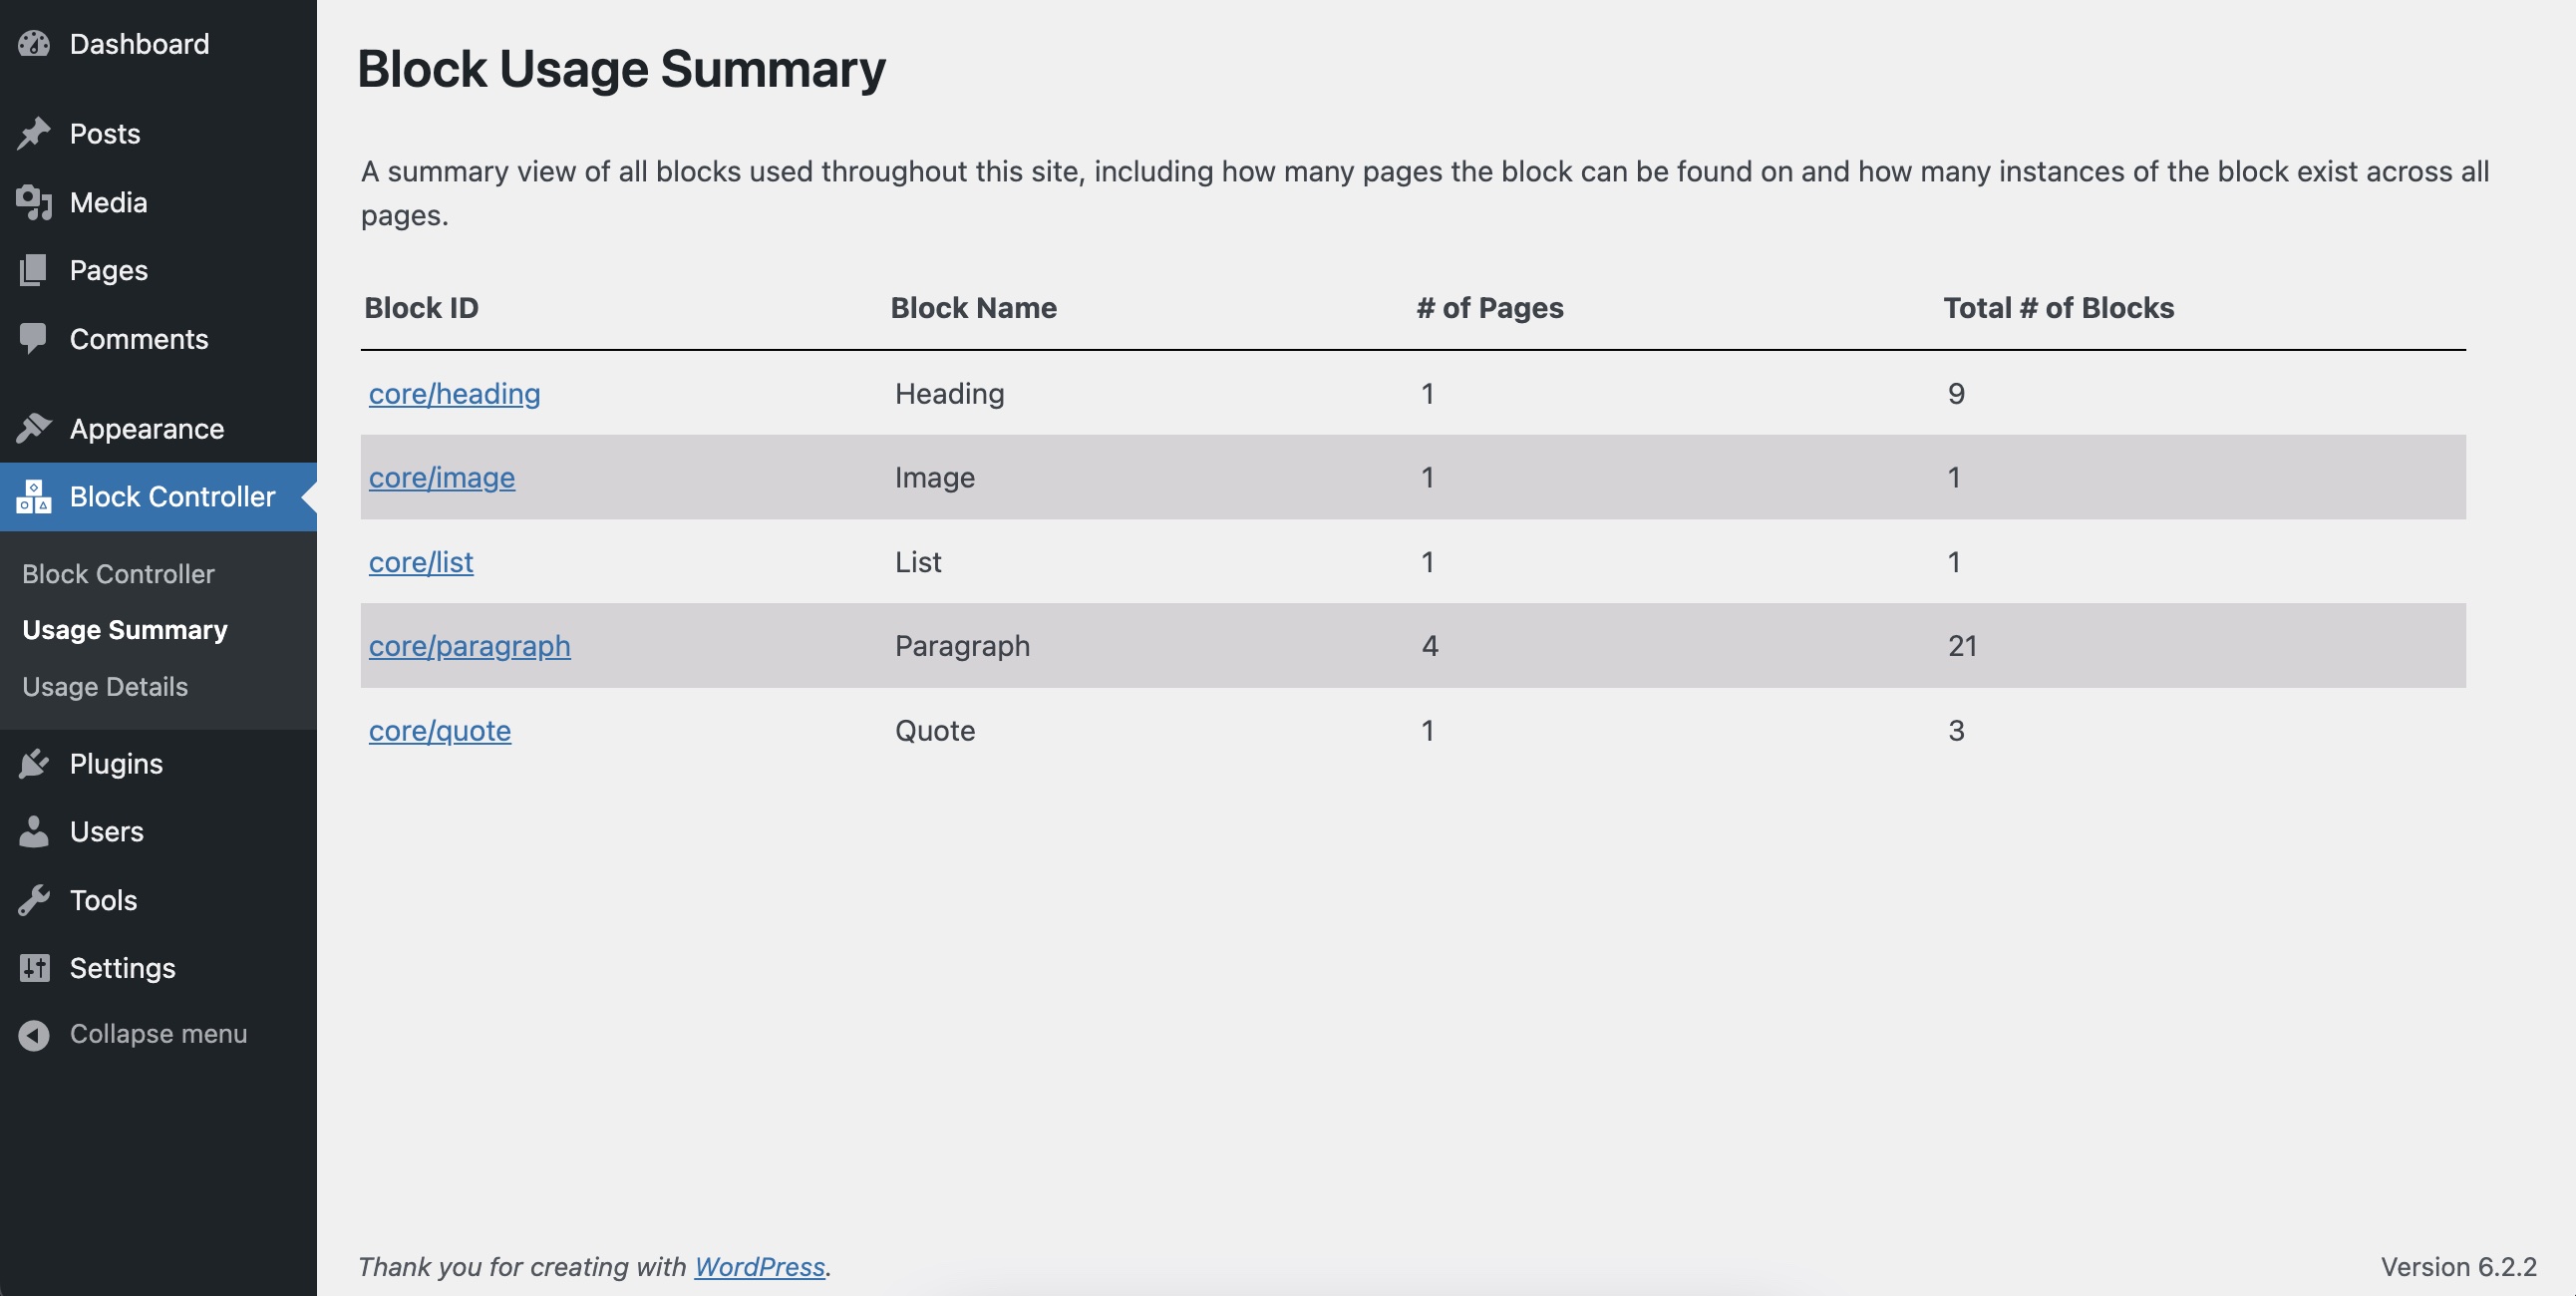 Dashboard
Posts
Media
Pages
Comments
Appearance
Block Controller
Block Controller
Usage Summary
Usage Details
Plugins
Users
Tools
Settings
Collapse menu
Block Usage Summary
A summary view of all blocks used throughout this site, including how many pages the block can be found on and how many instances of the block exist across all
pages.
Block ID Block Name # of Pages Total # of Blocks
core/heading Heading 1 9
core/image Image 1 1
core/list List 1 1
core/paragraph Paragraph 4 21
core/quote Quote 1 3
Thank you for creating with WordPress. Version 6.2.2